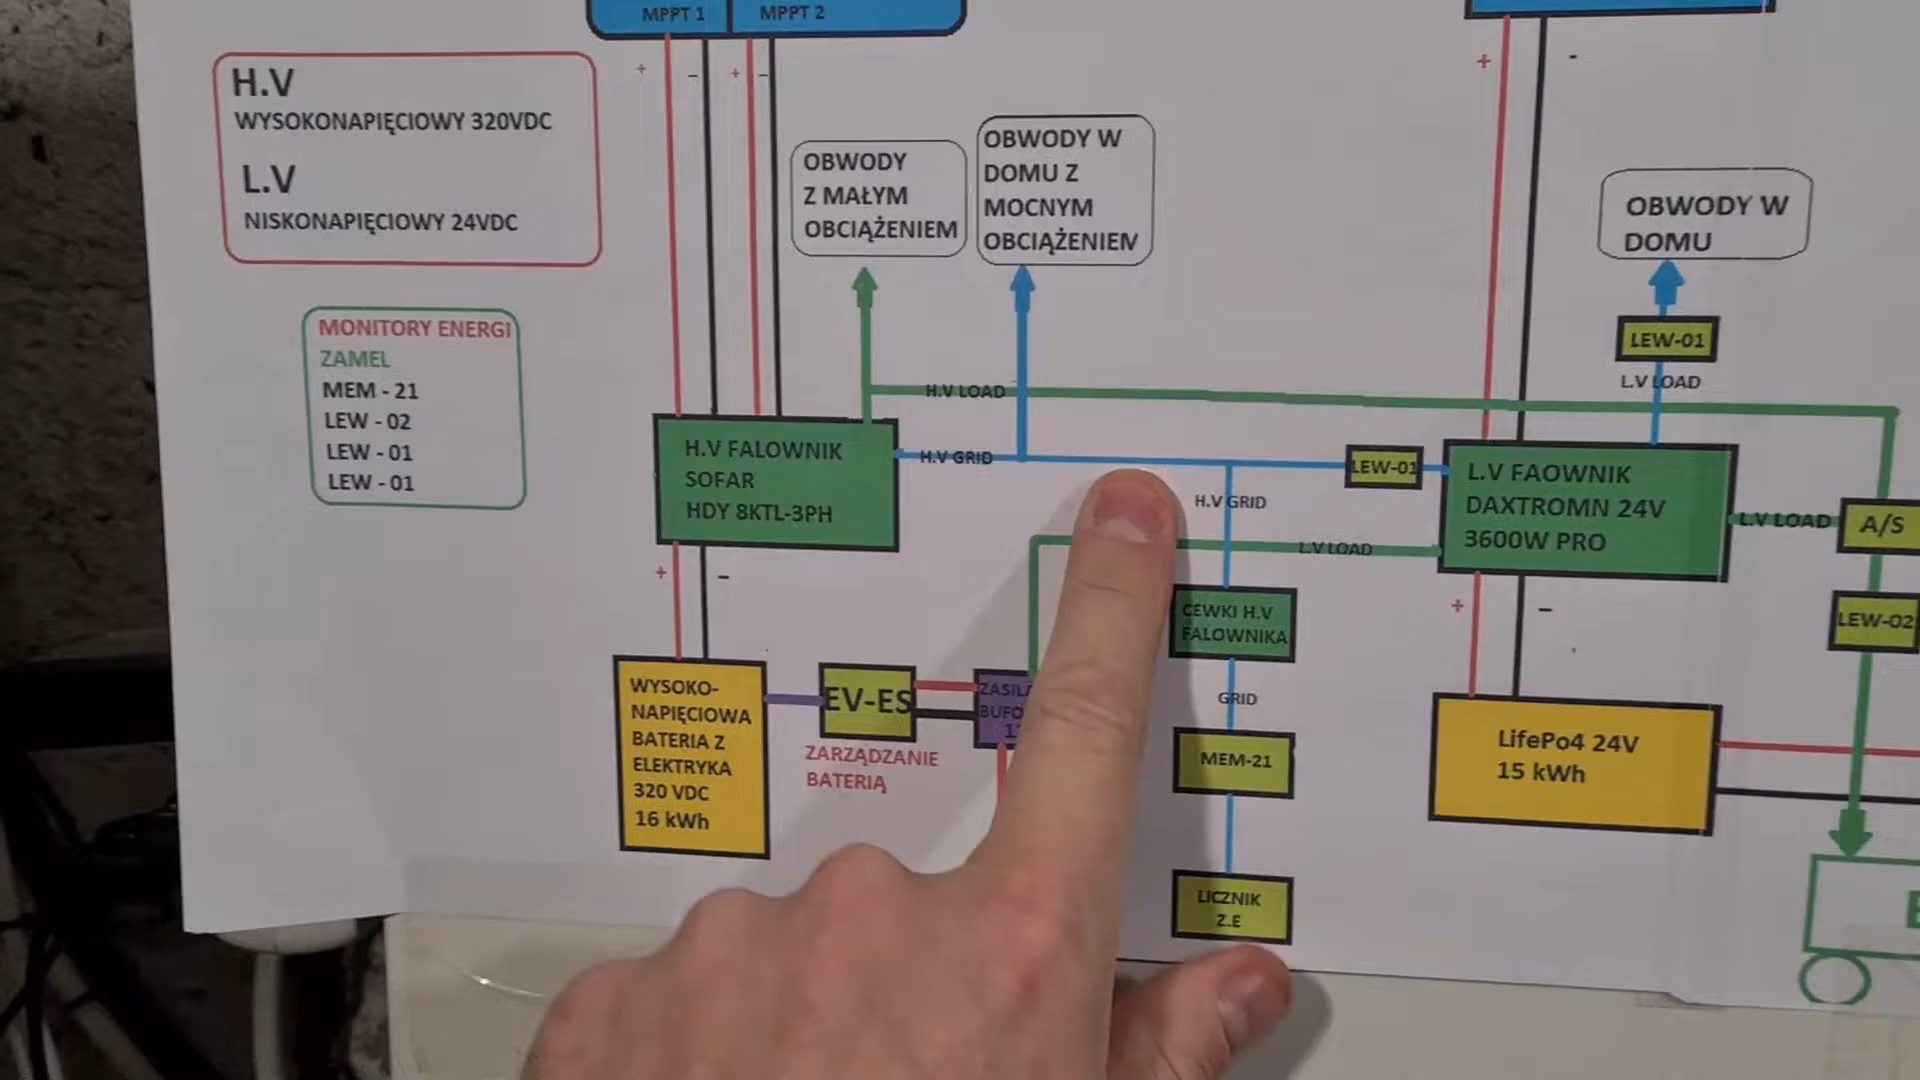 MPPT 1
MPPT 2
H.V
WYSOKONAPIĘCIOWY 320VDC
L.V
NISKONAPIĘCIOWY 24VDC
MONITORY ENERGI
ZAMEL
MEM - 21
LEW - 02
LEW - 01
LEW - 01
+
–
+
–
OBWODY
Z MAŁYM
OBCIĄŻENIEM
OBWODY W
DOMU Z
MOCNYM
OBCIĄŻENIEM
+
-
OBWODY W
DOMU
LEW-01
L.V LOAD
H.V LOAD
H.V GRID
H.V FALOWNIK
SOFAR
HDY 8KTL-3PH
LEW-01
H.V GRID
L.V LOAD
L.V FAOWNIK
DAXTROMN 24V
3600W PRO
L.V LOAD
A/S
LEW-02
+
–
+
–
CEWKI H.V
FALOWNIKA
GRID
MEM-21
LICZNIK
Z.E
WYSOKO-
NAPIĘCIOWA
BATERIA Z
ELEKTRYKA
320 VDC
16 kWh
EV-ES
ZARZĄDZANIE
BATERIĄ
LifePo4 24V
15 kWh